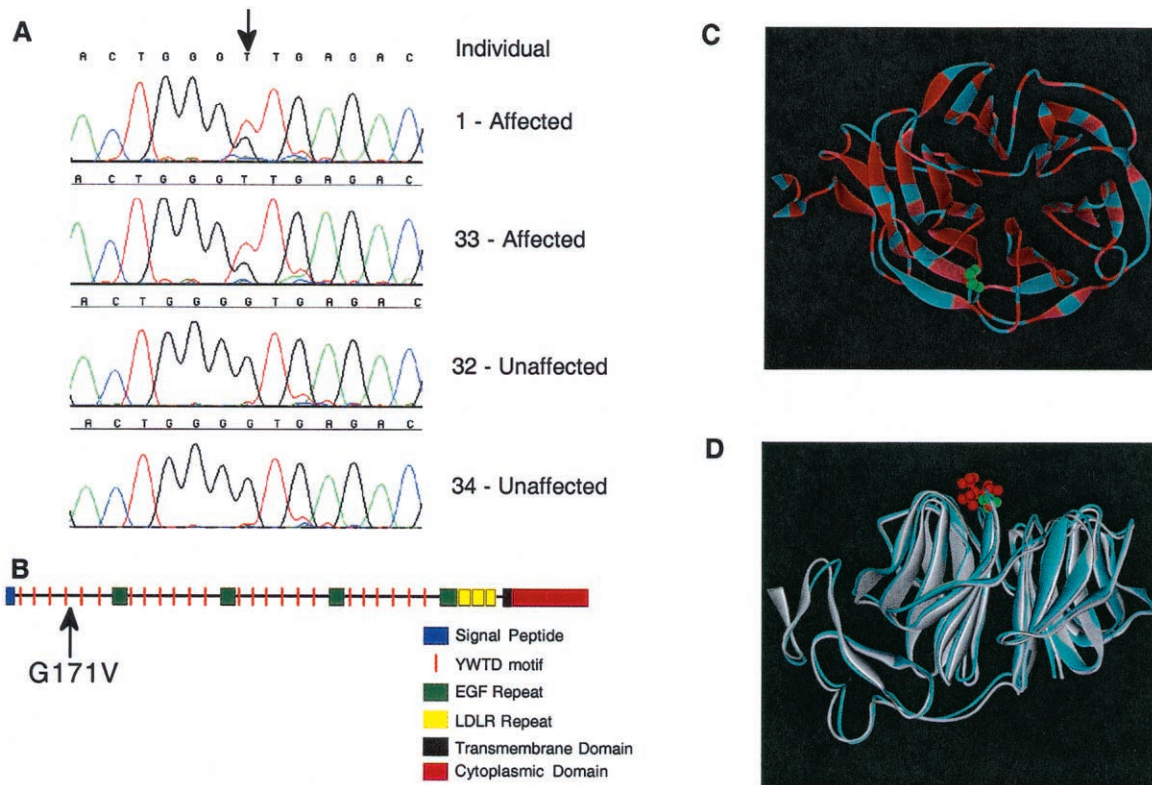 A
A C T G G G T T G A G A C
Individual
1 - Affected
A C T G G G T T G A G A C
33 - Affected
A C T G G G G T G A G A C
32 - Unaffected
A C T G G G G T G A G A C
34 - Unaffected
B
G171V
Signal Peptide
YWTD motif
EGF Repeat
LDLR Repeat
Transmembrane Domain
Cytoplasmic Domain
C
D